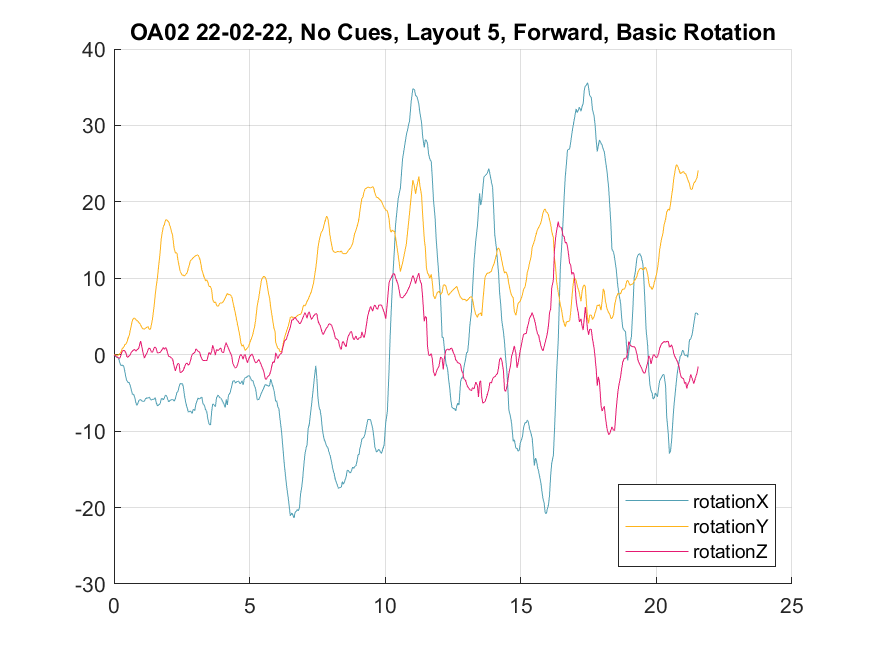 OA02 22-02-22, No Cues, Layout 5, Forward, Basic Rotation
40
30
20
10
0
-10
-20
-30
0 5 10 15 20 25
rotationX
rotationY
rotationZ